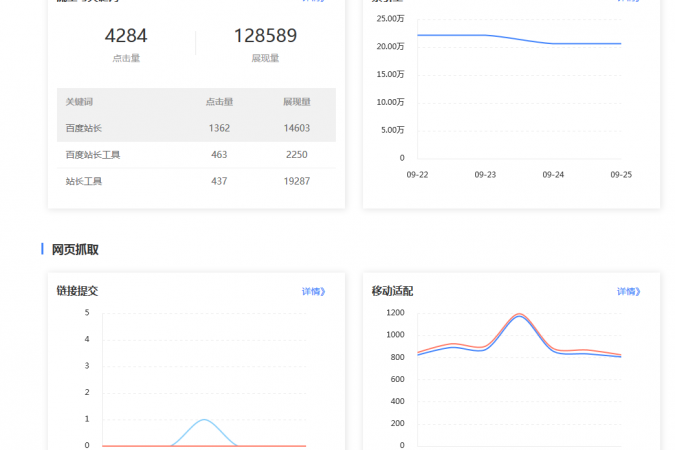 详情》
4284 128589
点击量 展现量
关键词 点击量 展现量
百度站长 1362 14603
百度站长工具 463 2250
站长工具 437 19287
25.00万
20.00万
15.00万
10.00万
5.00万
0
09-22 09-23 09-24 09-25
网页抓取
链接提交 详情》
5
4
3
2
1
0
移动适配 详情》
1200
1000
800
600
400
200
0